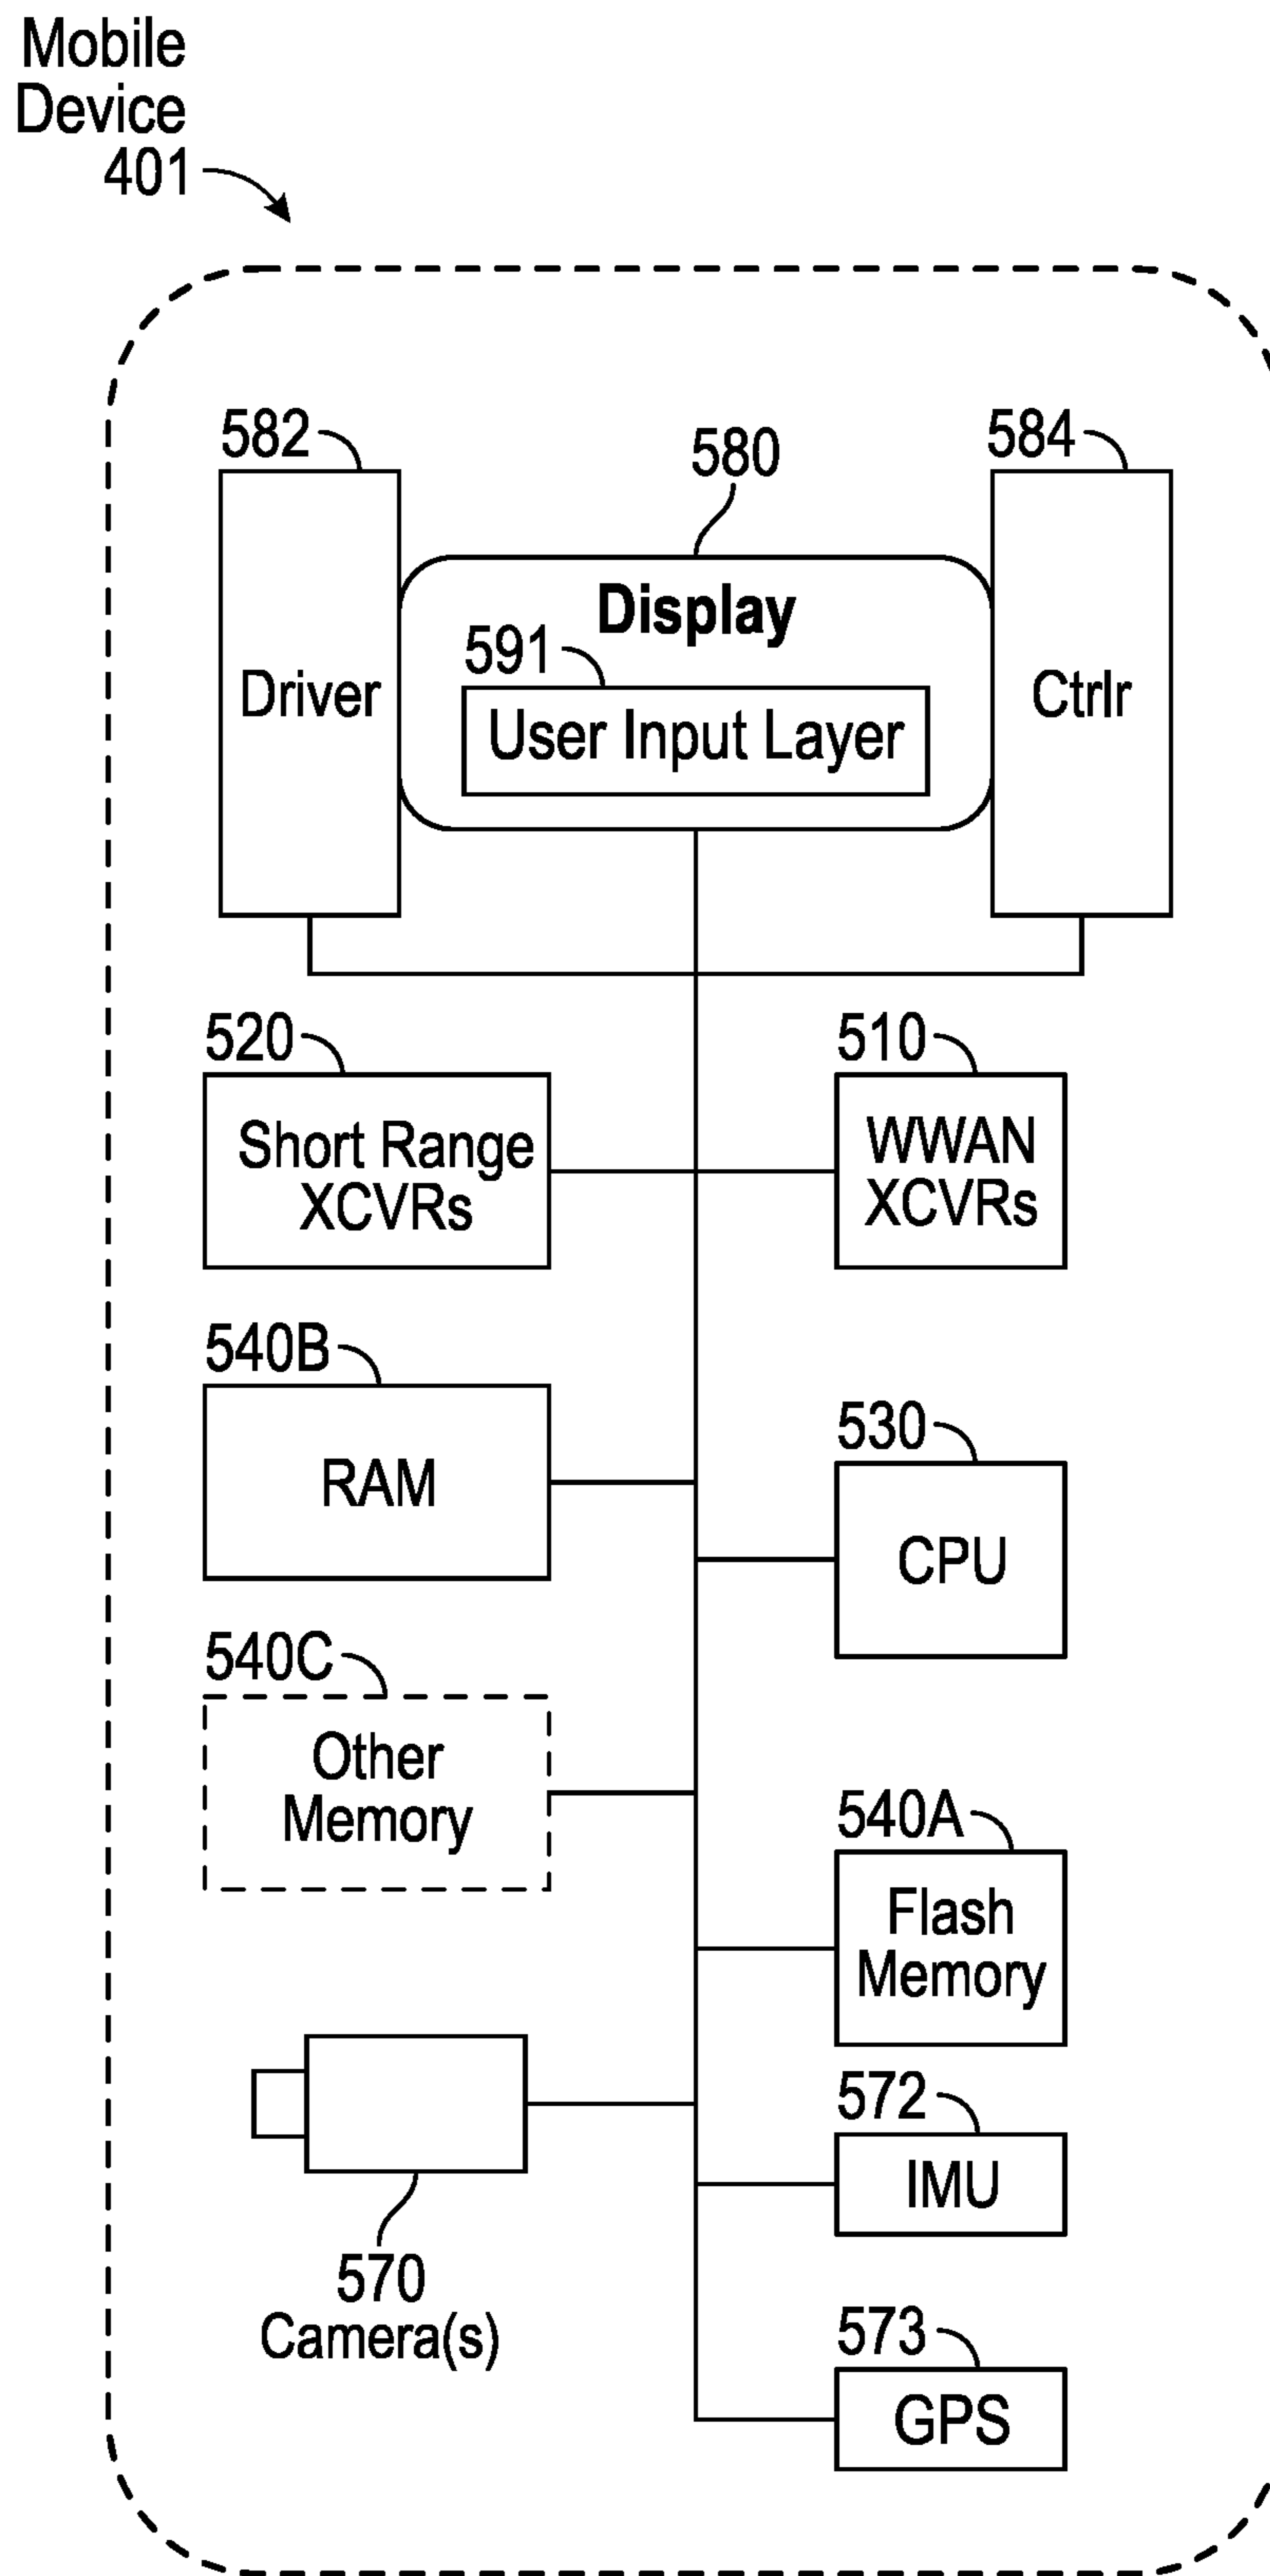 Mobile
Device
401
582
580
584
Display
591
Driver
User Input Layer
Ctrlr
520
510
Short Range
XCVRs
WWAN
XCVRs
540B
RAM
530
CPU
540C
Other
Memory
540A
Flash
Memory
572
IMU
570
Camera(s)
573
GPS